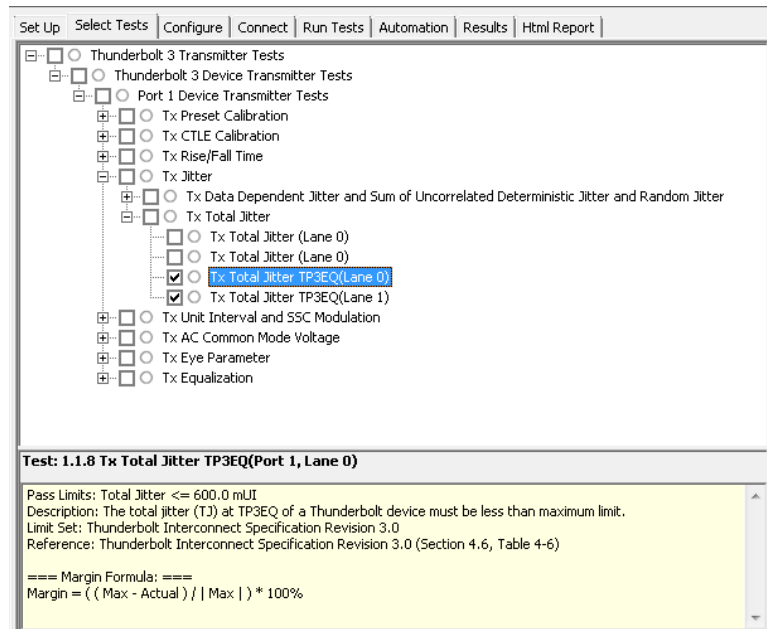 Set Up Select Tests Configure Connect Run Tests Automation Results Html Report
Thunderbolt 3 Transmitter Tests
Thunderbolt 3 Device Transmitter Tests
Port 1 Device Transmitter Tests
Tx Preset Calibration
Tx CTLE Calibration
Tx Rise/Fall Time
Tx Jitter
Tx Data Dependent Jitter and Sum of Uncorrelated Deterministic Jitter and Random Jitter
Tx Total Jitter
Tx Total Jitter (Lane 0)
Tx Total Jitter (Lane 0)
Tx Total Jitter TP3EQ(Lane 0)
Tx Total Jitter TP3EQ(Lane 1)
Tx Unit Interval and SSC Modulation
Tx AC Common Mode Voltage
Tx Eye Parameter
Tx Equalization
Test: 1.1.8 Tx Total Jitter TP3EQ(Port 1, Lane 0)
Pass Limits: Total Jitter <= 600.0 mUI
Description: The total jitter (TJ) at TP3EQ of a Thunderbolt device must be less than maximum limit.
Limit Set: Thunderbolt Interconnect Specification Revision 3.0
Reference: Thunderbolt Interconnect Specification Revision 3.0 (Section 4.6, Table 4-6)
=== Margin Formula: ===
Margin = ( ( Max - Actual ) / | Max | ) * 100%